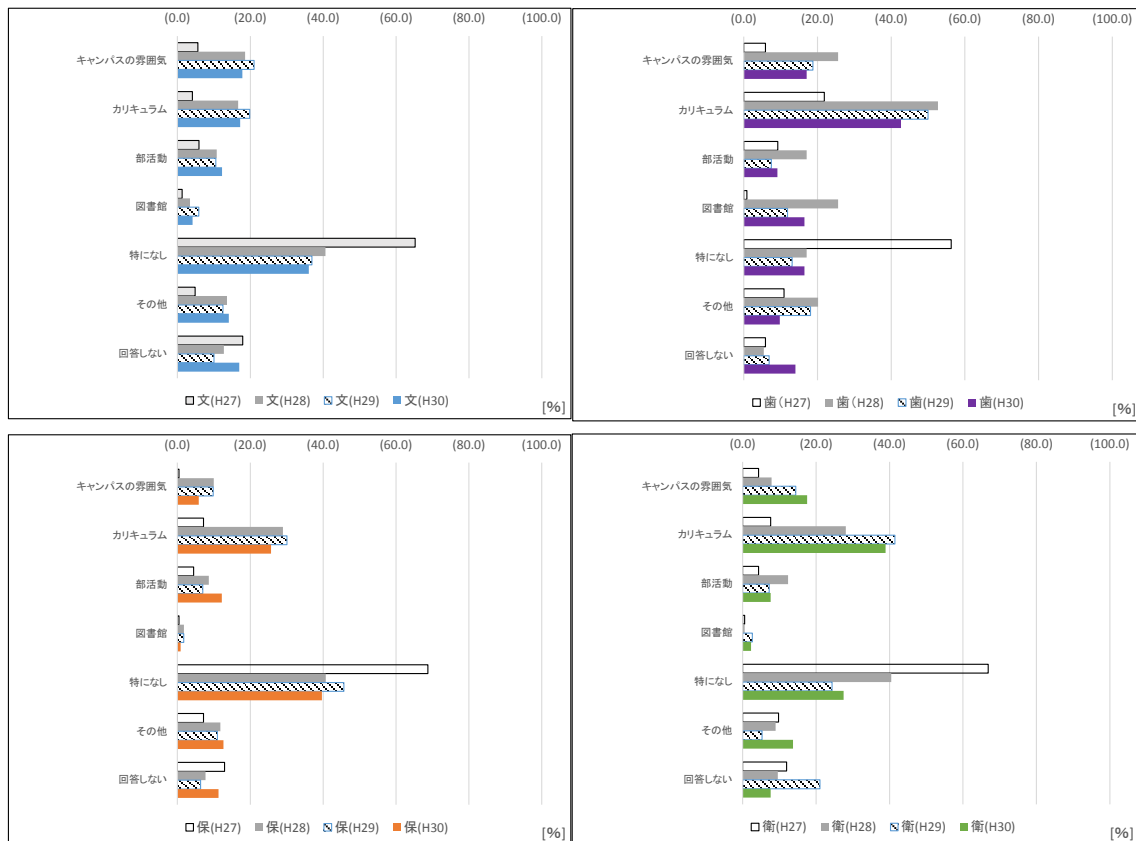 (0.0) (20.0) (40.0) (60.0) (80.0) (100.0)
キャンパスの雰囲気
カリキュラム
部活動
図書館
特になし
その他
回答しない
文(H27) 文(H28) 文(H29) 文(H30)
[%]
(0.0) (20.0) (40.0) (60.0) (80.0) (100.0)
キャンパスの雰囲気
カリキュラム
部活動
図書館
特になし
その他
回答しない
歯(H27) 歯(H28) 歯(H29) 歯(H30)
[%]
(0.0) (20.0) (40.0) (60.0) (80.0) (100.0)
キャンパスの雰囲気
カリキュラム
部活動
図書館
特になし
その他
回答しない
保(H27) 保(H28) 保(H29) 保(H30)
[%]
(0.0) (20.0) (40.0) (60.0) (80.0) (100.0)
キャンパスの雰囲気
カリキュラム
部活動
図書館
特になし
その他
回答しない
衛(H27) 衛(H28) 衛(H29) 衛(H30)
[%]